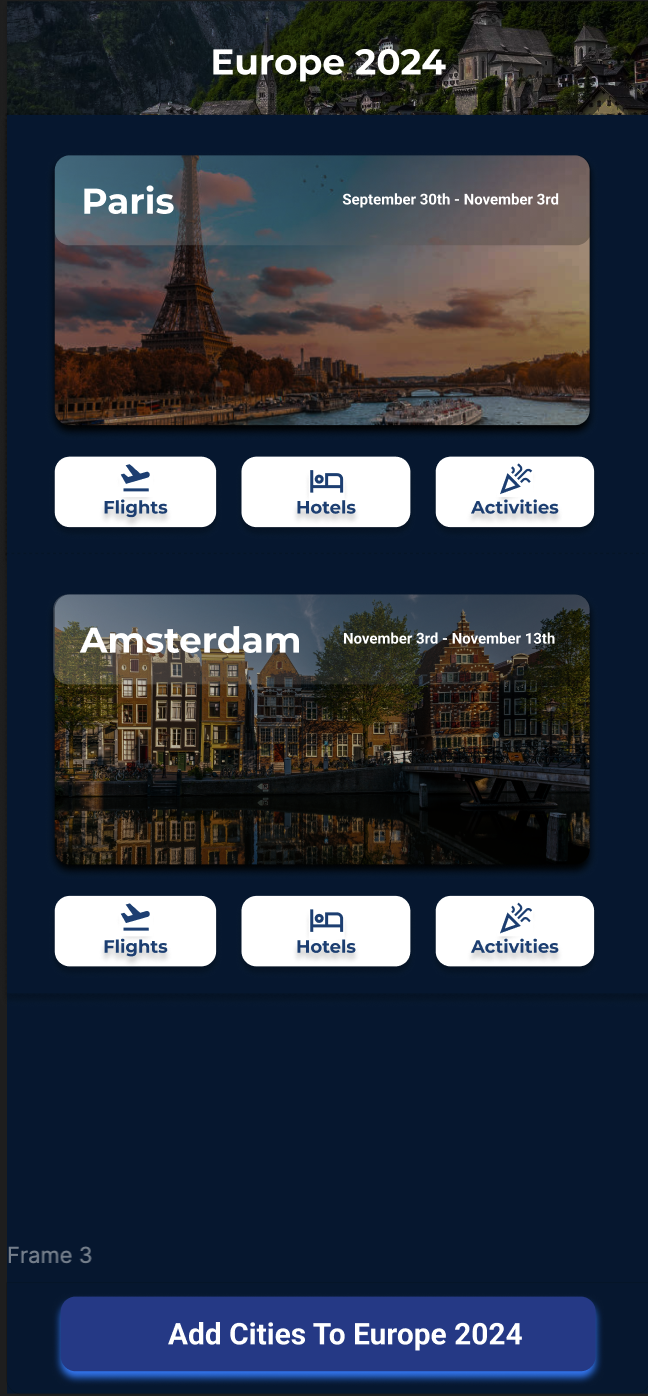 Europe 2024
Paris
September 30th - November 3rd
Flights
Hotels
Activities
Amsterdam
November 3rd - November 13th
Flights
Hotels
Activities
Frame 3
Add Cities To Europe 2024